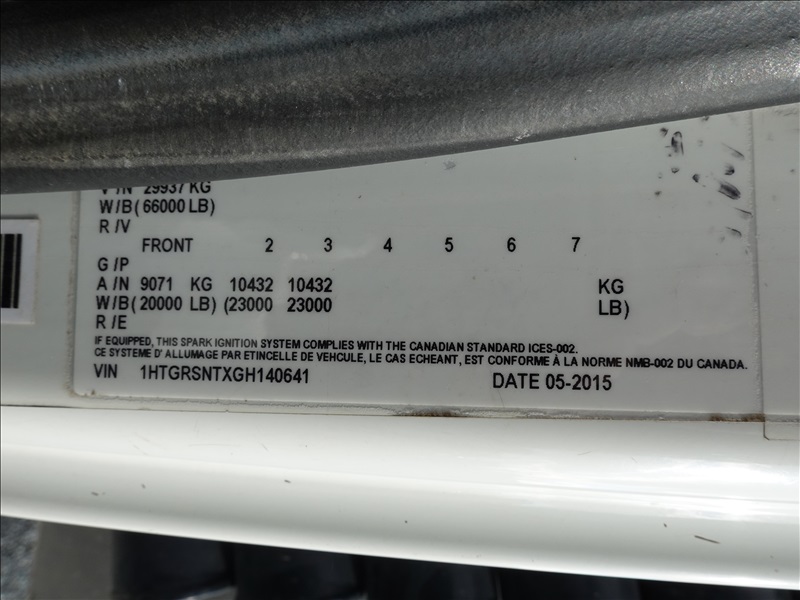 V /N 29937 KG
W/B ( 66000 LB)
R /V
FRONT 2 3 4 5 6 7
G /P
A /N 9071 KG 10432 10432 KG
W/B ( 20000 LB) (23000 23000 LB)
R /E
IF EQUIPPED, THIS SPARK IGNITION SYSTEM COMPLIES WITH THE CANADIAN STANDARD ICES-002.
CE SYSTEME D' ALLUMAGE PAR ETINCELLE DE VEHICULE, LE CAS ECHEANT, EST CONFORME À LA NORME NMB-002 DU CANADA.
VIN 1HTGRSNTXGH140641 DATE 05-2015